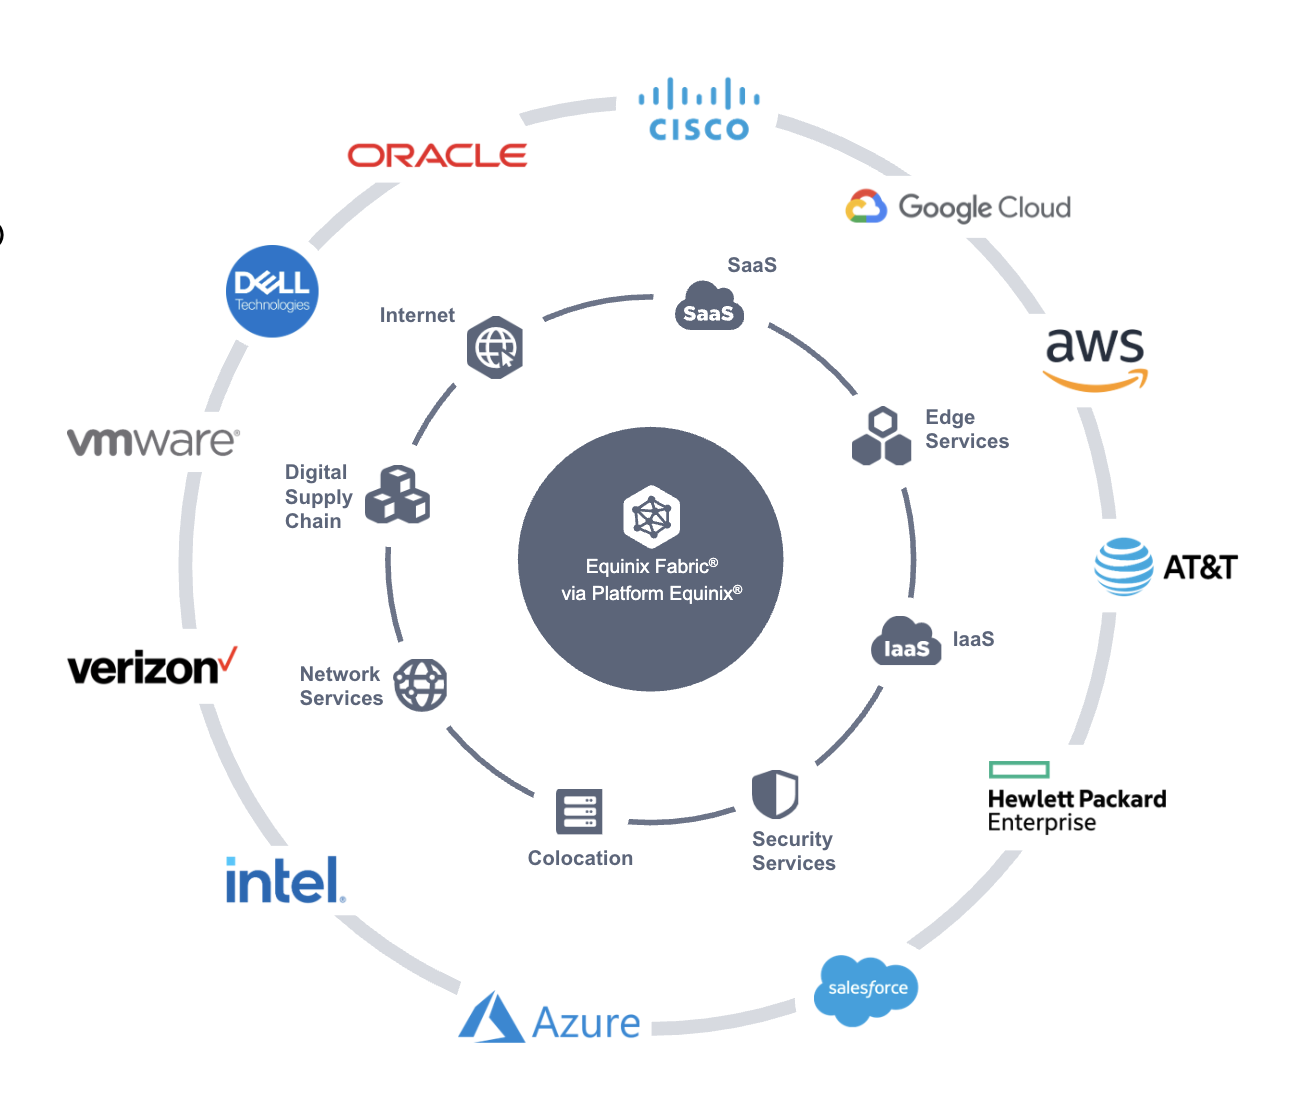 CISCO
ORACLE
Google Cloud
)
SaaS
DELL
Technologies
SaaS
Internet
aws
Edge
Services
vmware®
Digital
Supply
Chain
Equinix Fabric®
via Platform Equinix®
AT&T
IaaS
IaaS
verizon✓
Network
Services
Hewlett Packard
Enterprise
Security
Services
Colocation
intel®
salesforce
Azure